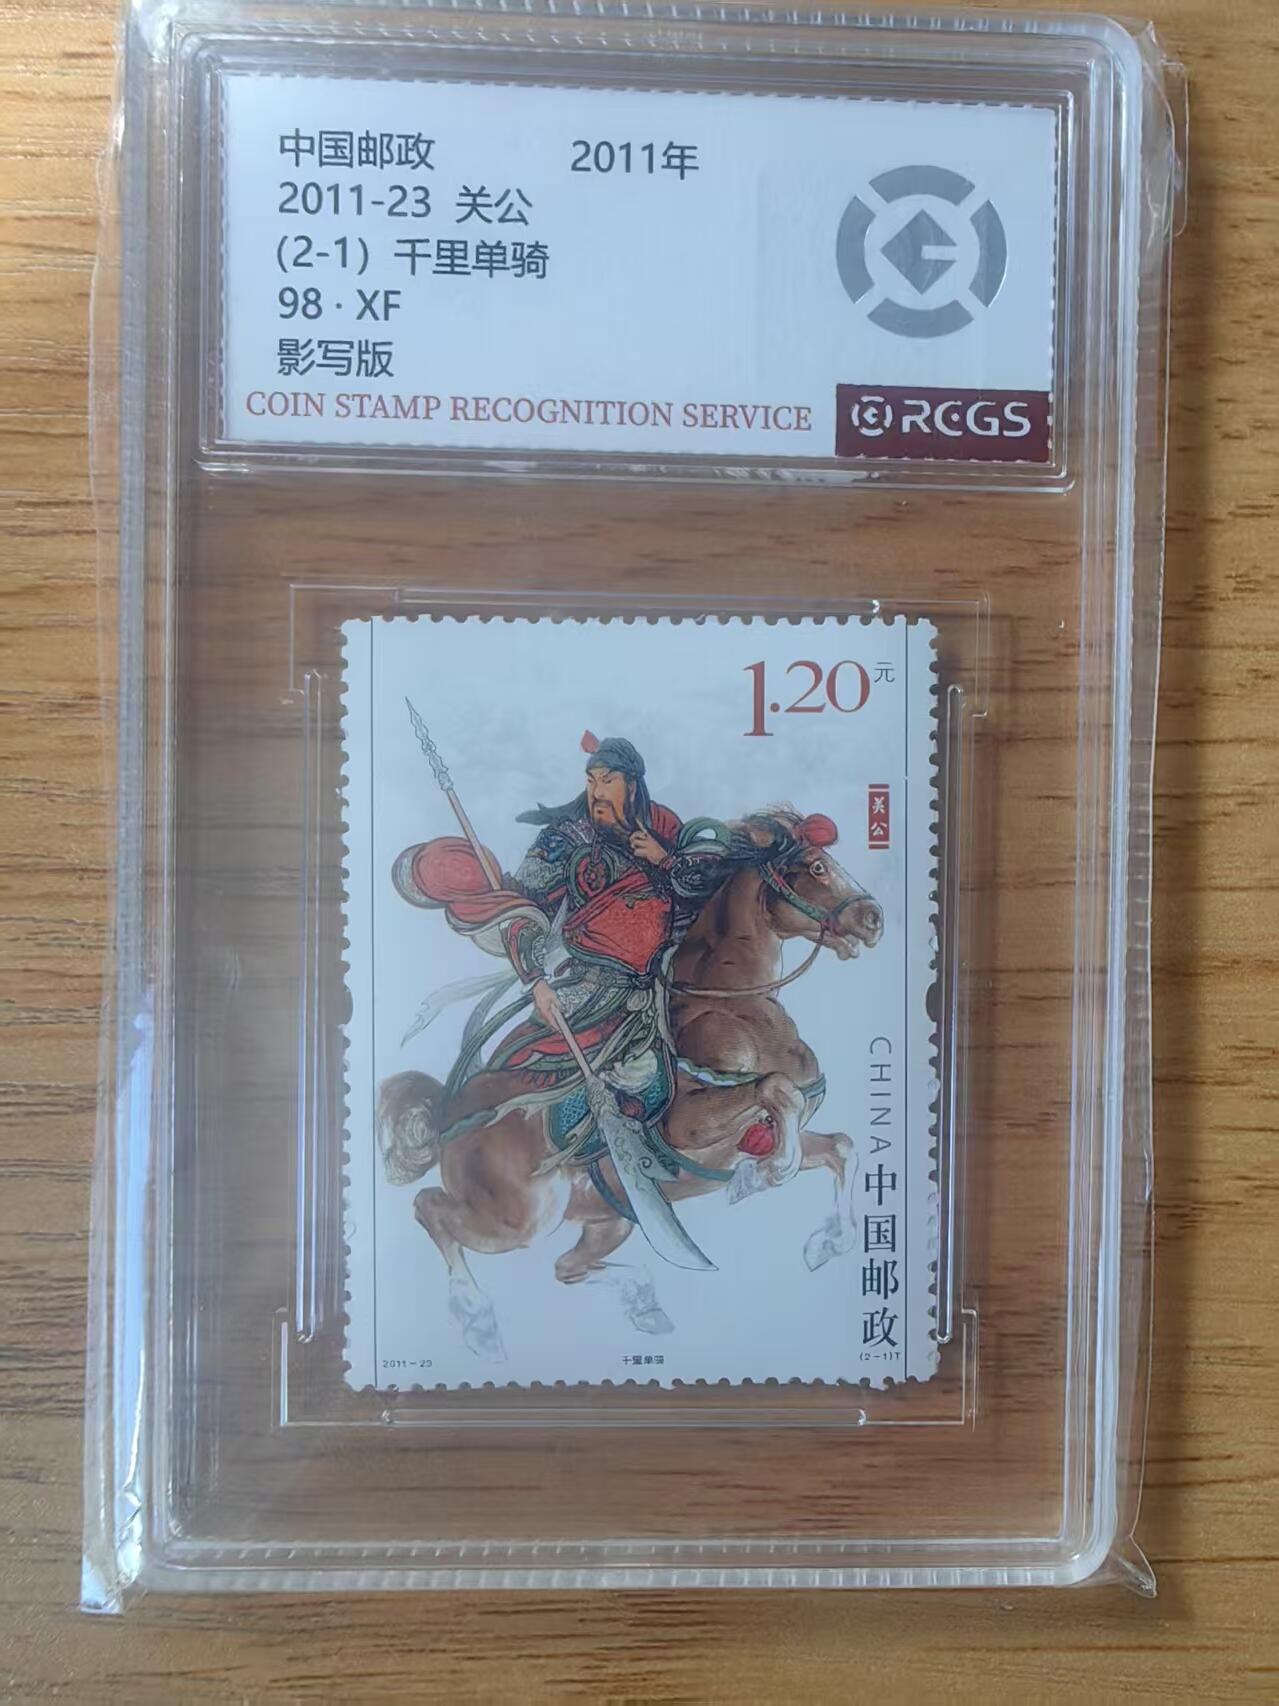 中国邮政 2011年
2011-23 关公
(2-1) 千里单骑
98·XF
影写版
COIN STAMP RECOGNITION SERVICE
RCGS
1.20元
关公
CHINA
中国邮政
2011-23
千里单骑
(2-1)T